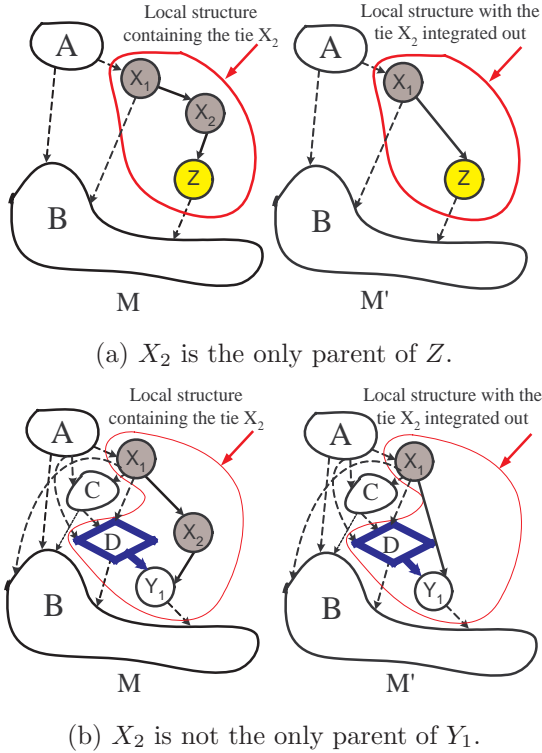 Local structure
containing the tie X₂
Local structure with the
tie X₂ integrated out
A
X₁
X₂
Z
B
M
A
X₁
Z
B
M'
(a) X₂ is the only parent of Z.
Local structure
containing the tie X₂
Local structure with the
tie X₂ integrated out
A
X₁
C
X₂
D
Y₁
B
M
A
X₁
C
D
Y₁
B
M'
(b) X₂ is not the only parent of Y₁.